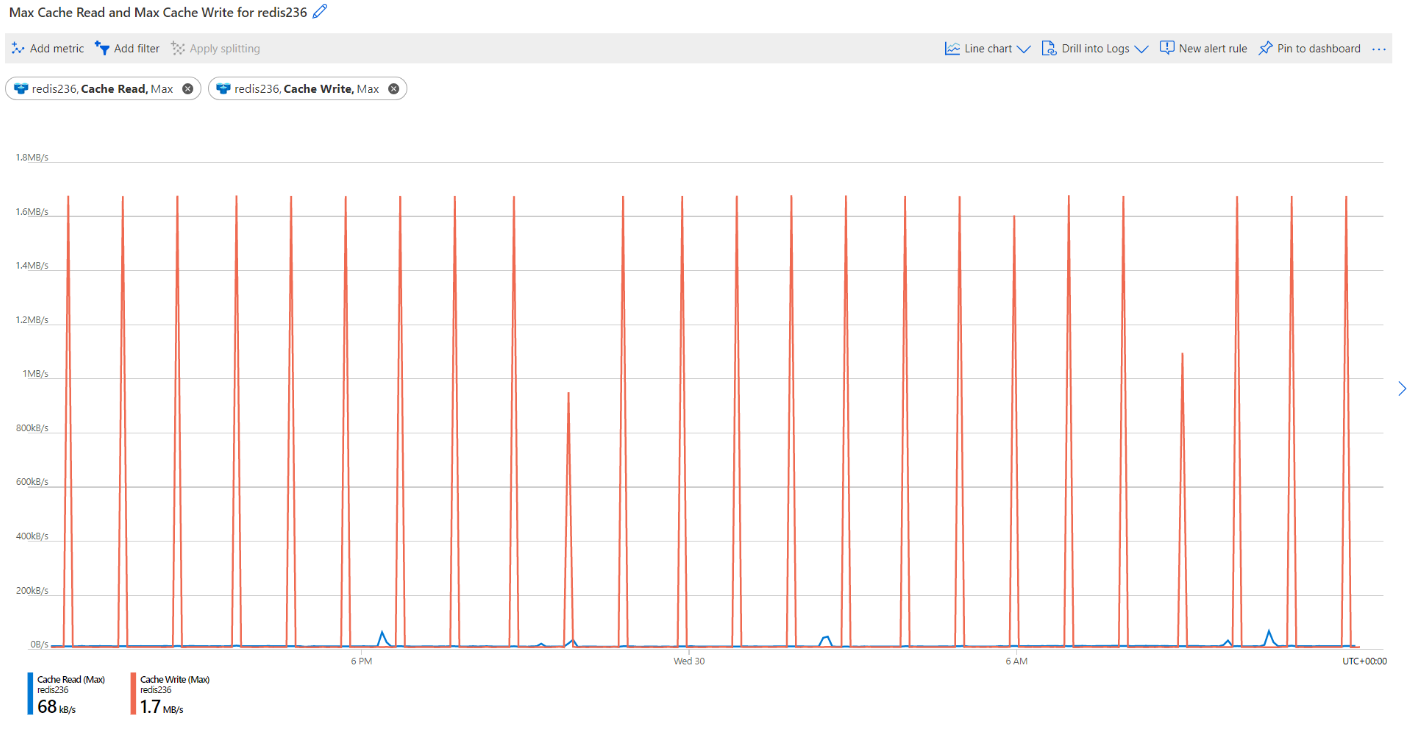 Max Cache Read and Max Cache Write for redis236
Add metric Add filter Apply splitting Line chart Drill into Logs New alert rule Pin to dashboard ...
redis236, Cache Read, Max redis236, Cache Write, Max
1.8MB/s
1.6MB/s
1.4MB/s
1.2MB/s
1MB/s
800kB/s
600kB/s
400kB/s
200kB/s
0B/s
6 PM Wed 30 6 AM UTC+00:00
Cache Read (Max) Cache Write (Max)
redis236 redis236
68 kB/s 1.7 MB/s